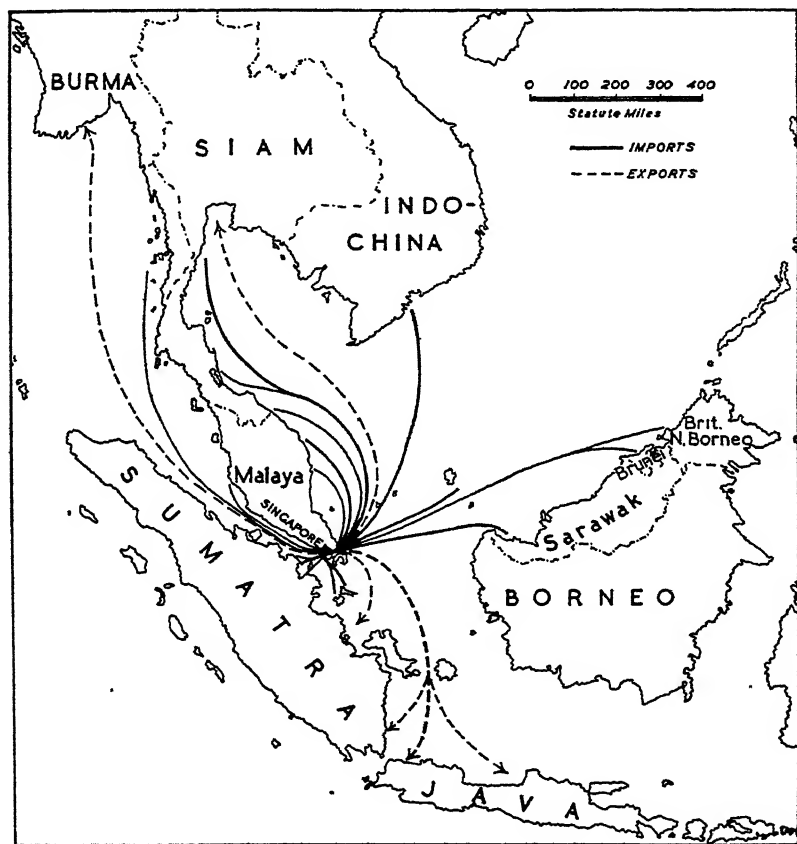 BURMA
SIAM
INDO-
CHINA
0 100 200 300 400
Statute Miles
IMPORTS
EXPORTS
Malaya
SINGAPORE
SUMATRA
Brit.
N. Borneo
Brunei
Sarawak
BORNEO
JAVA